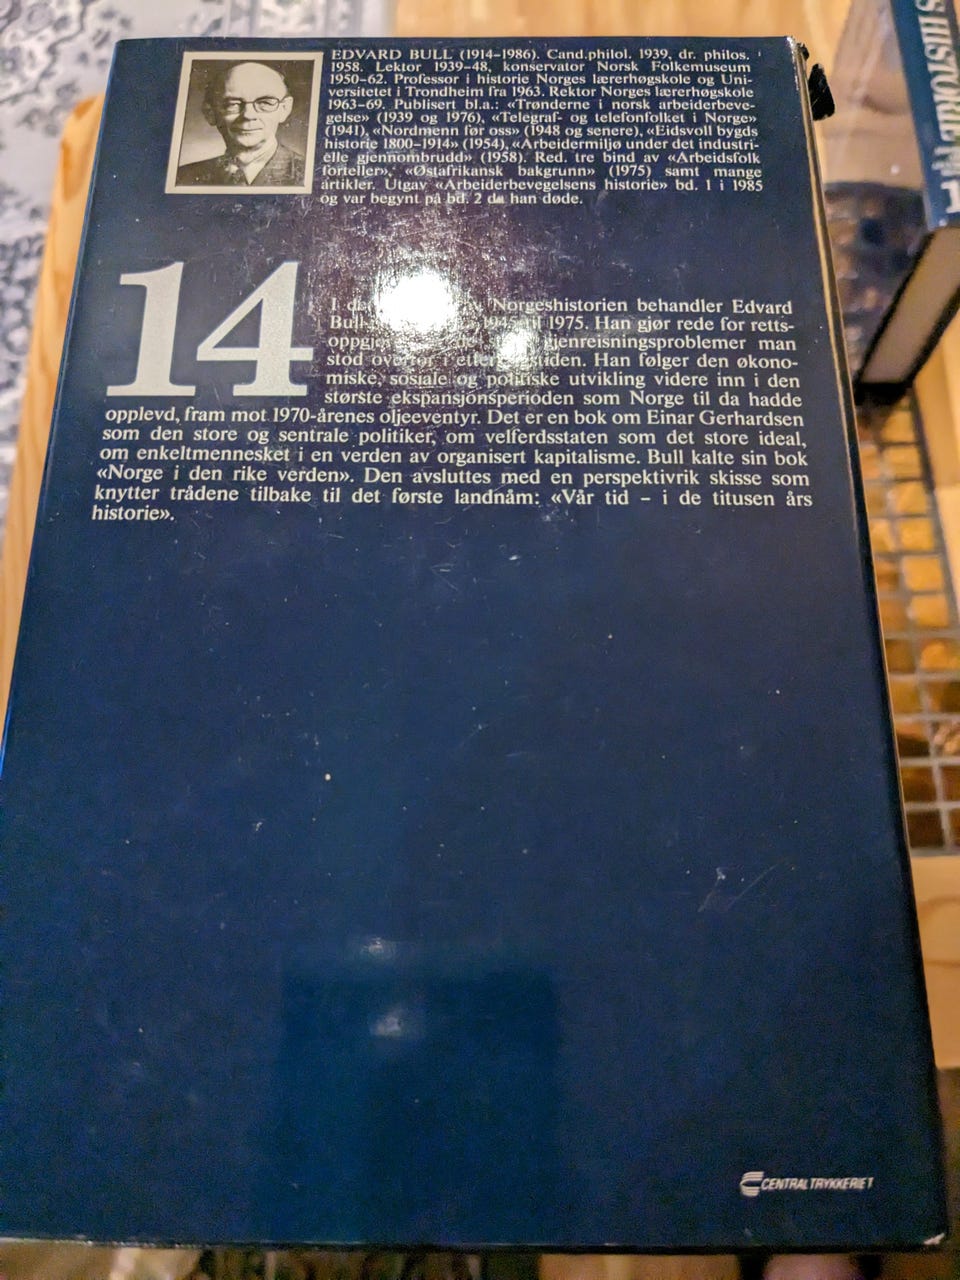 EDVARD BULL (1914–1986). Cand.philol. 1939, dr. philos.
1958. Lektor 1939–48, konservator Norsk Folkemuseum
1950–62. Professor i historie Norges lærerhøgskole og Uni-
versitetet i Trondheim fra 1963. Rektor Norges lærerhøgskole
1963–69. Publisert bl.a.: «Trønderne i norsk arbeiderbeve-
gelse» (1939 og 1976), «Telegraf- og telefonfolket i Norge»
(1941), «Nordmenn før oss» (1948 og senere), «Eidsvoll bygds
historie 1800–1914» (1954), «Arbeidermiljø under det industri-
elle gjennombrudd» (1958). Red. tre bind av «Arbeidsfolk
forteller», «Østafrikansk bakgrunn» (1975) samt mange
artikler. Utgav «Arbeiderbevegelsens historie» bd. 1 i 1985
og var begynt på bd. 2 da han døde.
14
I Norgeshistorien behandler Edvard
Bull 1945 til 1975. Han gjør rede for retts-
gjenreisningsproblemer man
stod overfor i Han følger den økono-
miske, sosiale og politiske utvikling videre inn i den
største ekspansjonsperioden som Norge til da hadde
opplevd, fram mot 1970-årenes oljeeventyr. Det er en bok om Einar Gerhardsen
som den store og sentrale politiker, om velferdsstaten som det store ideal,
om enkeltmennesket i en verden av organisert kapitalisme. Bull kalte sin bok
«Norge i den rike verden». Den avsluttes med en perspektivrik skisse som
knytter trådene tilbake til det første landnåm: «Vår tid – i de titusen års
historie».
CENTRALTRYKKERIET